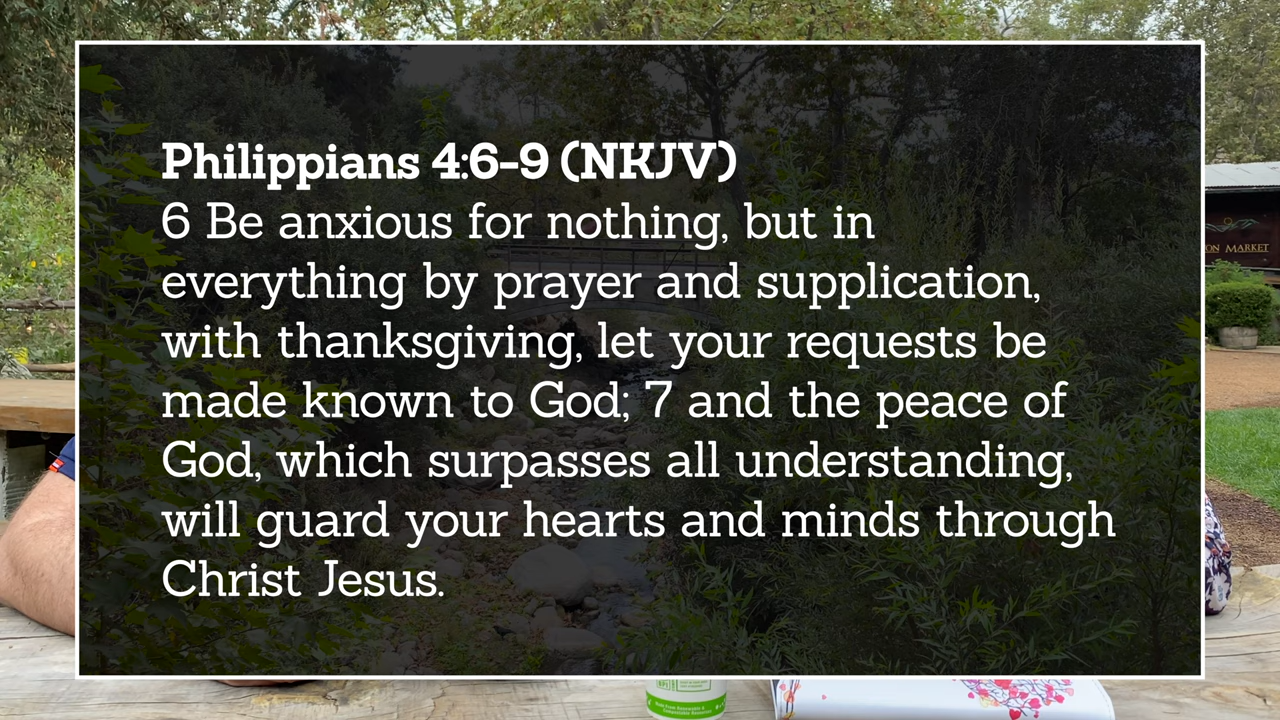 Philippians 4:6-9 (NKJV)
6 Be anxious for nothing, but in
everything by prayer and supplication,
with thanksgiving, let your requests be
made known to God; 7 and the peace of
God, which surpasses all understanding,
will guard your hearts and minds through
Christ Jesus.
ON MARKET